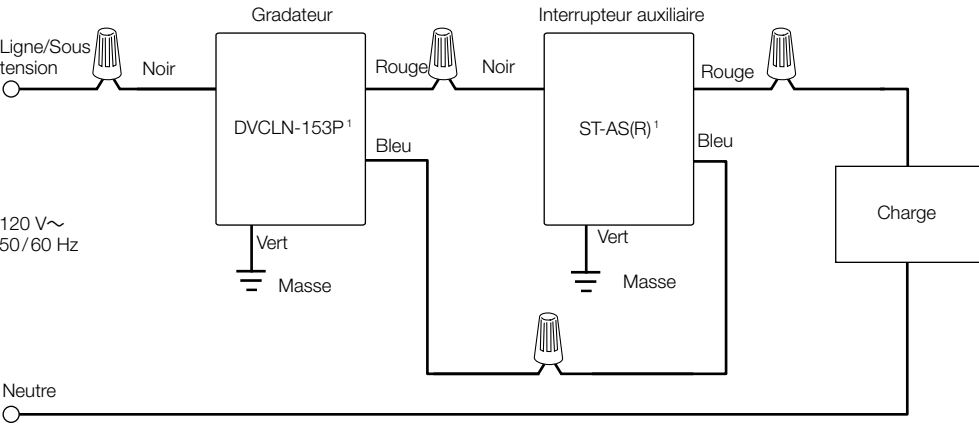 Gradateur
Interrupteur auxiliaire
Ligne/Sous
tension
Noir
Rouge
Noir
Rouge
DVCLN-153P¹
ST-AS(R)¹
Bleu
Bleu
Charge
120 V～
50/60 Hz
Vert
Masse
Vert
Masse
Neutre